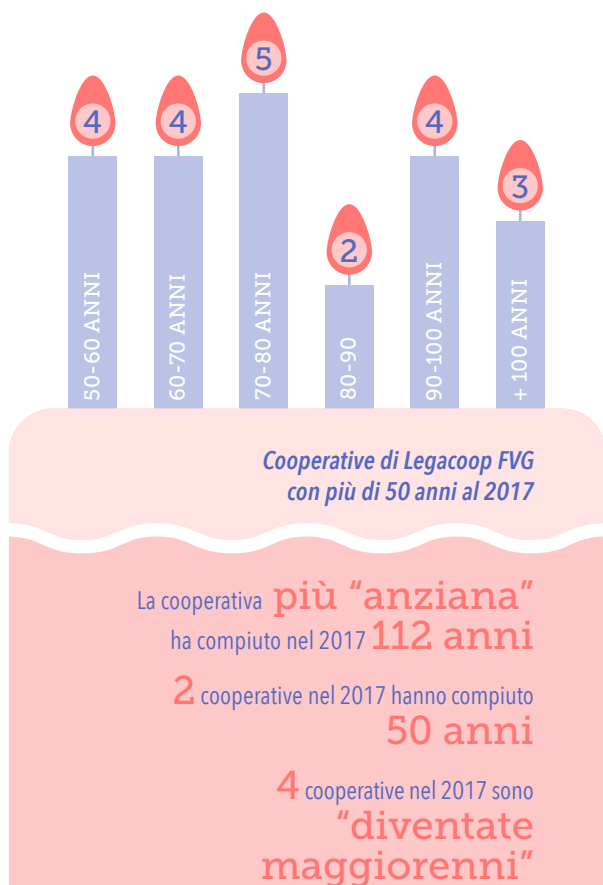 4
4
5
2
4
3
50-60 ANNI
60-70 ANNI
70-80 ANNI
80-90
90-100 ANNI
+ 100 ANNI
Cooperative di Legacoop FVG
con più di 50 anni al 2017
La cooperativa più “anziana”
ha compiuto nel 2017 112 anni
2 cooperative nel 2017 hanno compiuto
50 anni
4 cooperative nel 2017 sono
“diventate
maggiorenni”